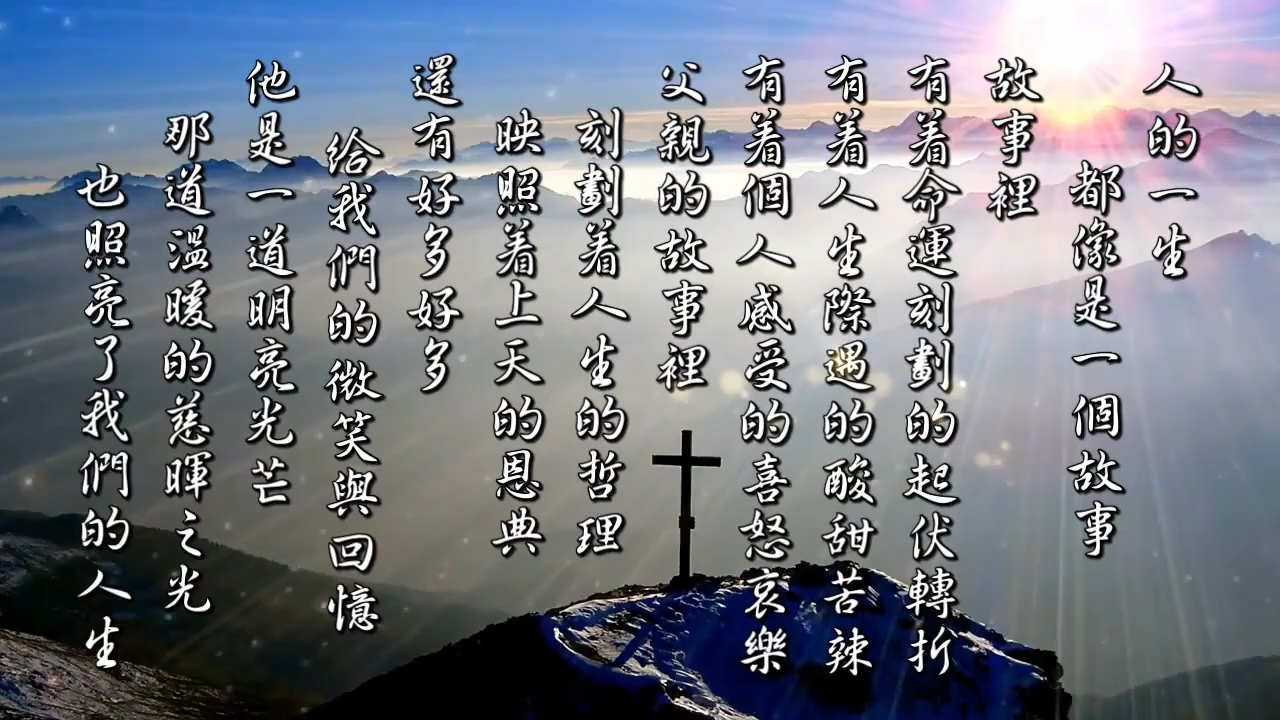 人的一生
都像是一個故事
故事裡
有着命運刻劃的起伏轉折
有着人生際遇的酸甜苦辣
有着個人感受的喜怒哀樂
父親的故事裡
刻劃着人生的哲理
映照着上天的恩典
還有好多好多
給我們的微笑與回憶
他是一道明亮光芒
那道溫暖的慈暉之光
也照亮了我們的人生